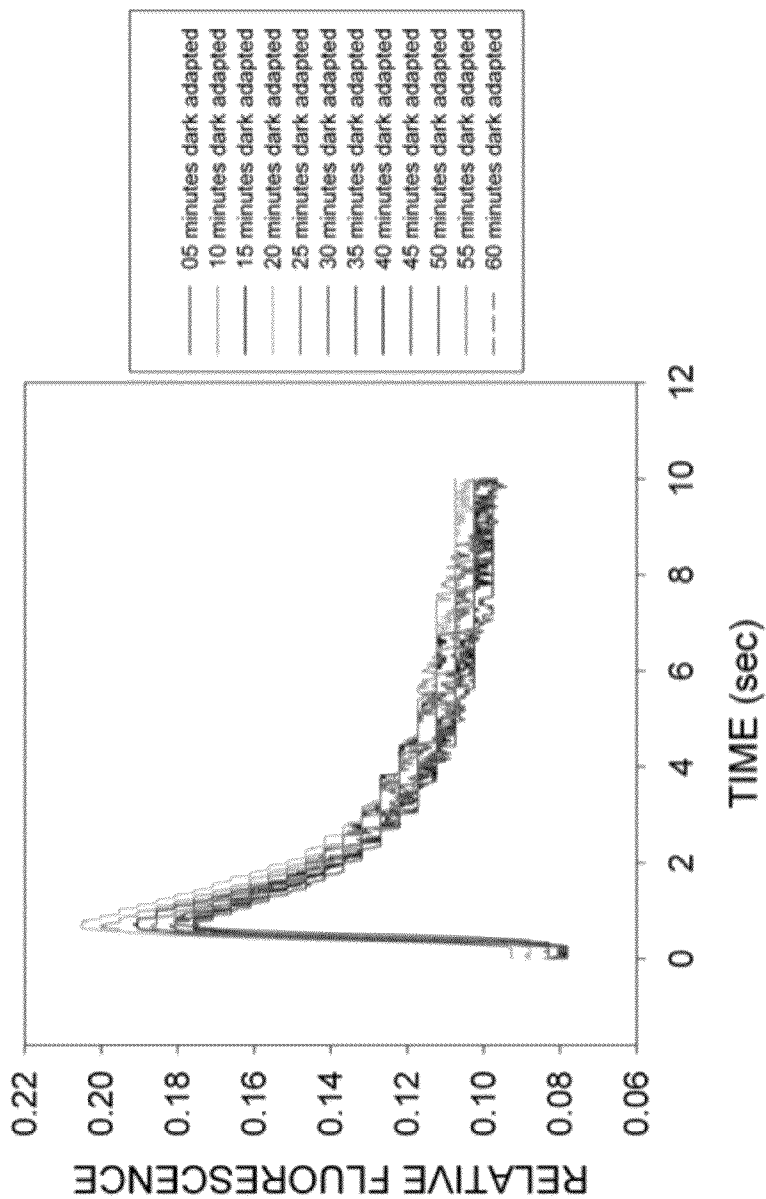 RELATIVE FLUORESCENCE
0.22
0.20
0.18
0.16
0.14
0.12
0.10
0.08
0.06
0
2
4
6
8
10
12
TIME (sec)
05 minutes dark adapted
10 minutes dark adapted
15 minutes dark adapted
20 minutes dark adapted
25 minutes dark adapted
30 minutes dark adapted
35 minutes dark adapted
40 minutes dark adapted
45 minutes dark adapted
50 minutes dark adapted
55 minutes dark adapted
60 minutes dark adapted